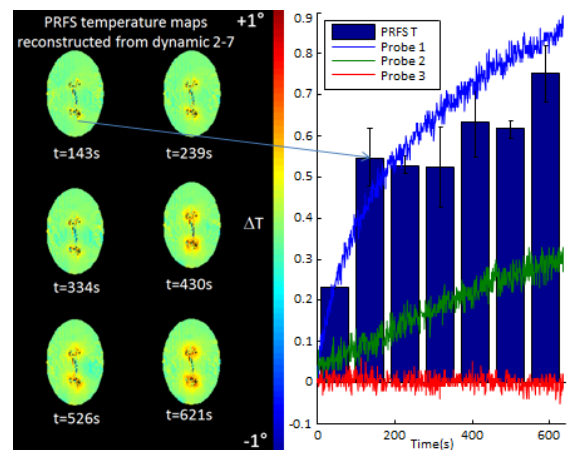 PRFS temperature maps
reconstructed from dynamic 2-7
+1°
t=143s
t=239s
t=334s
t=430s
ΔT
t=526s
t=621s
-1°
0.9
0.8
0.7
0.6
0.5
0.4
0.3
0.2
0.1
0
-0.1
PRFS T
Probe 1
Probe 2
Probe 3
0
200
400
600
Time(s)